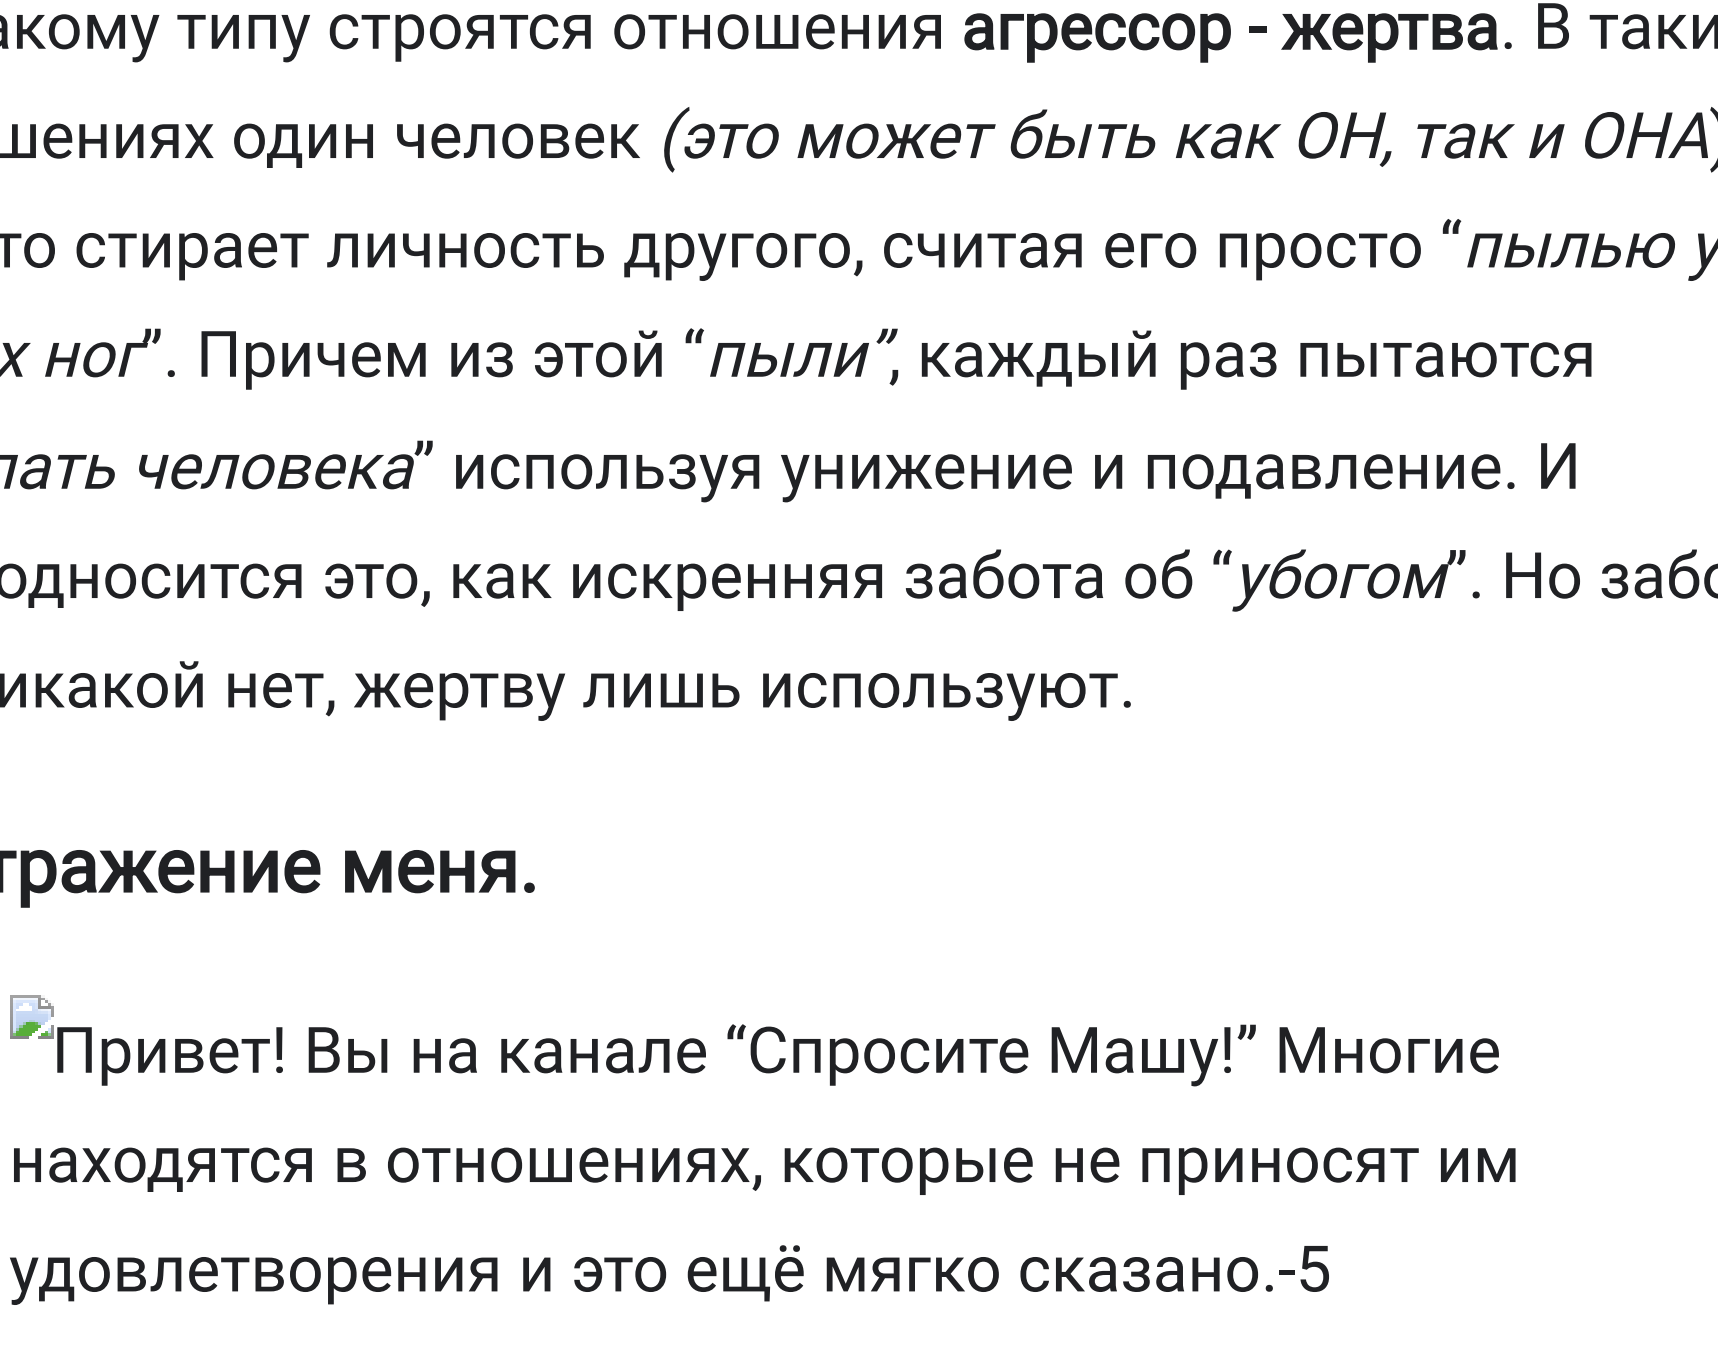 акому типу строятся отношения агрессор - жертва. В таки
шениях один человек (это может быть как ОН, так и ОНА)
то стирает личность другого, считая его просто “пылью у
х ног”. Причем из этой “пыли”, каждый раз пытаются
лать человека” используя унижение и подавление. И
односится это, как искренняя забота об “убогом”. Но забо
икакой нет, жертву лишь используют.
тражение меня.
Привет! Вы на канале “Спросите Машу!” Многие
находятся в отношениях, которые не приносят им
удовлетворения и это ещё мягко сказано.-5